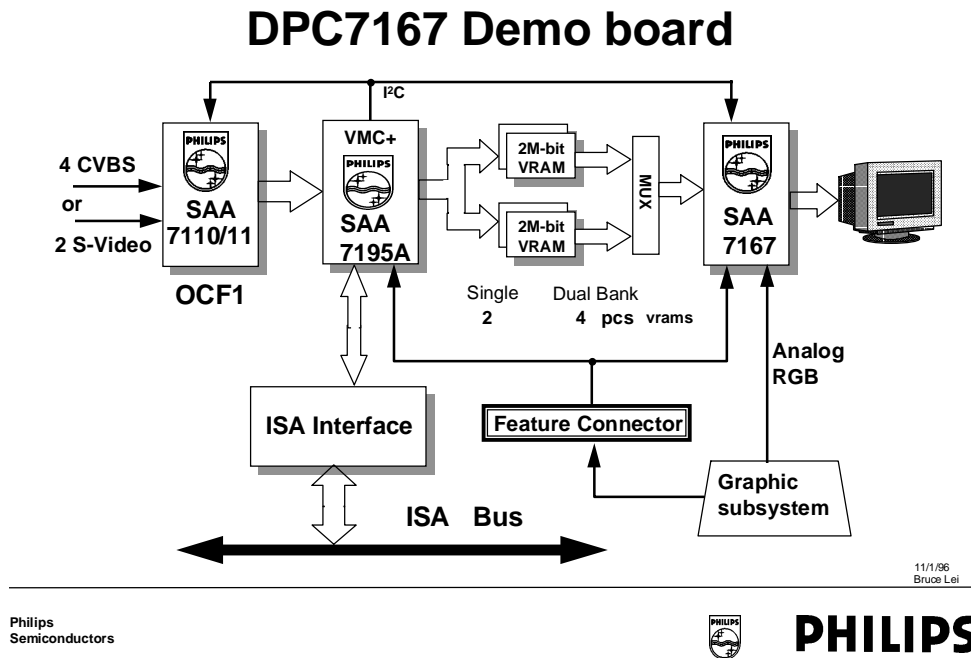 DPC7167 Demo board
I²C
4 CVBS
or
2 S-Video
PHILIPS
SAA
7110/11
OCF1
VMC+
PHILIPS
SAA
7195A
2M-bit
VRAM
2M-bit
VRAM
MUX
PHILIPS
SAA
7167
Single Dual Bank
2 4 pcs vrams
Analog
RGB
ISA Interface
Feature Connector
Graphic
subsystem
ISA Bus
11/1/96
Bruce Lei
Philips
Semiconductors
PHILIPS
PHILIPS